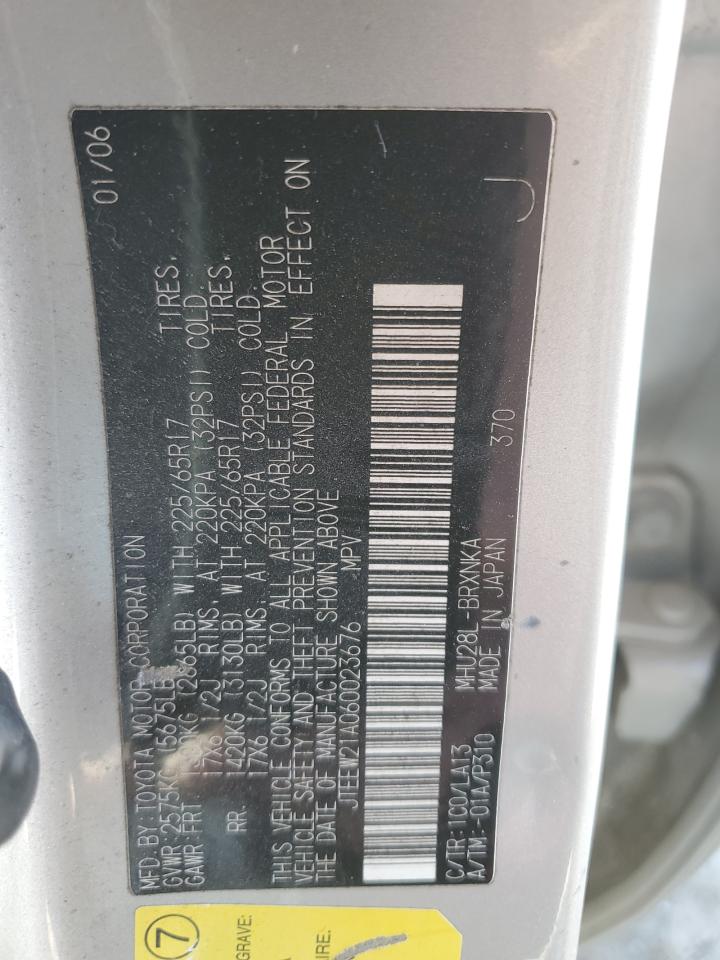 MFD.BY:TOYOTA MOTOR CORPORATION 01/06
GVWR:2575KG (5675LB)
GAWR:FRT 1300KG (2865LB) WITH 225/65R17 TIRES,
17X6 1/2J RIMS, AT 220KPA (32PSI) COLD.
RR. 1420KG (3130LB) WITH 225/65R17 TIRES,
17X6 1/2J RIMS, AT 220KPA (32PSI) COLD
THIS VEHICLE CONFORMS TO ALL APPLICABLE FEDERAL MOTOR
VEHICLE SAFETY AND THEFT PREVENTION STANDARDS IN EFFECT ON
THE DATE OF MANUFACTURE SHOWN ABOVE
JTEEW21A060023676 MPV
C/TR:1C0/LA13 MHU28L-BRXNKA
A/TM:-01A/P310 MADE IN JAPAN 370 J
7
GRAVE:
IRE.